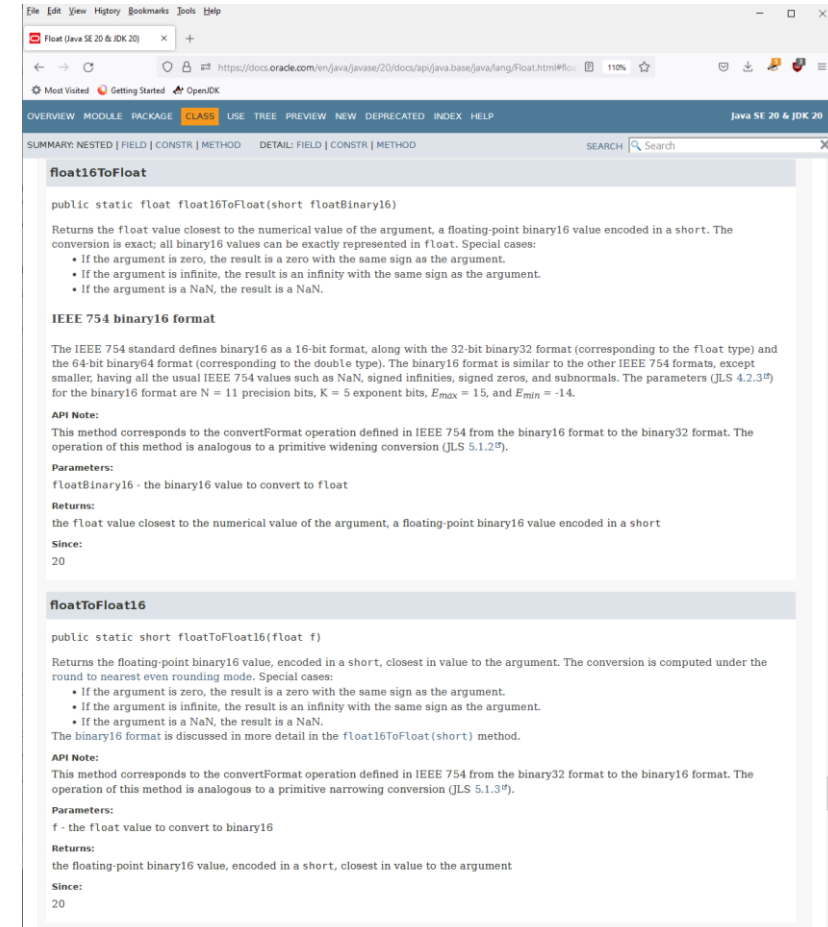 File Edit View History Bookmarks Tools Help
Float (Java SE 20 & JDK 20)
https://docs.oracle.com/en/java/javase/20/docs/api/java.base/java/lang/Float.html#floa 110%
Most Visited Getting Started OpenJDK
OVERVIEW MODULE PACKAGE CLASS USE TREE PREVIEW NEW DEPRECATED INDEX HELP Java SE 20 & JDK 20
SUMMARY: NESTED | FIELD | CONSTR | METHOD DETAIL: FIELD | CONSTR | METHOD SEARCH Search X
float16ToFloat
public static float float16ToFloat(short floatBinary16)
Returns the float value closest to the numerical value of the argument, a floating-point binary16 value encoded in a short. The
conversion is exact; all binary16 values can be exactly represented in float. Special cases:
• If the argument is zero, the result is a zero with the same sign as the argument.
• If the argument is infinite, the result is an infinity with the same sign as the argument.
• If the argument is a NaN, the result is a NaN.
IEEE 754 binary16 format
The IEEE 754 standard defines binary16 as a 16-bit format, along with the 32-bit binary32 format (corresponding to the float type) and
the 64-bit binary64 format (corresponding to the double type). The binary16 format is similar to the other IEEE 754 formats, except
smaller, having all the usual IEEE 754 values such as NaN, signed infinities, signed zeros, and subnormals. The parameters (JLS 4.2.3)
for the binary16 format are N = 11 precision bits, K = 5 exponent bits, Emax = 15, and Emin = -14.
API Note:
This method corresponds to the convertFormat operation defined in IEEE 754 from the binary16 format to the binary32 format. The
operation of this method is analogous to a primitive widening conversion (JLS 5.1.2).
Parameters:
floatBinary16 - the binary16 value to convert to float
Returns:
the float value closest to the numerical value of the argument, a floating-point binary16 value encoded in a short
Since:
20
floatToFloat16
public static short floatToFloat16(float f)
Returns the floating-point binary16 value, encoded in a short, closest in value to the argument. The conversion is computed under the
round to nearest even rounding mode. Special cases:
• If the argument is zero, the result is a zero with the same sign as the argument.
• If the argument is infinite, the result is an infinity with the same sign as the argument.
• If the argument is a NaN, the result is a NaN.
The binary16 format is discussed in more detail in the float16ToFloat(short) method.
API Note:
This method corresponds to the convertFormat operation defined in IEEE 754 from the binary32 format to the binary16 format. The
operation of this method is analogous to a primitive narrowing conversion (JLS 5.1.3).
Parameters:
f - the float value to convert to binary16
Returns:
the floating-point binary16 value, encoded in a short, closest in value to the argument
Since:
20